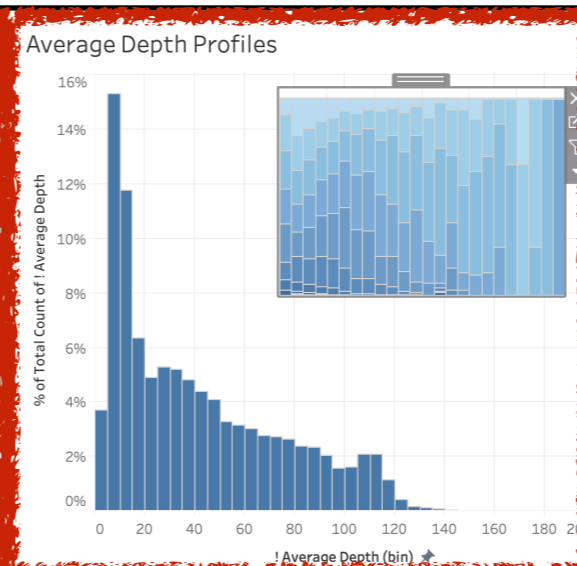 Average Depth Profiles
16%
14%
12%
10%
8%
6%
4%
2%
0%
% of Total Count of ! Average Depth
0 20 40 60 80 100 120 140 160 180
! Average Depth (bin)